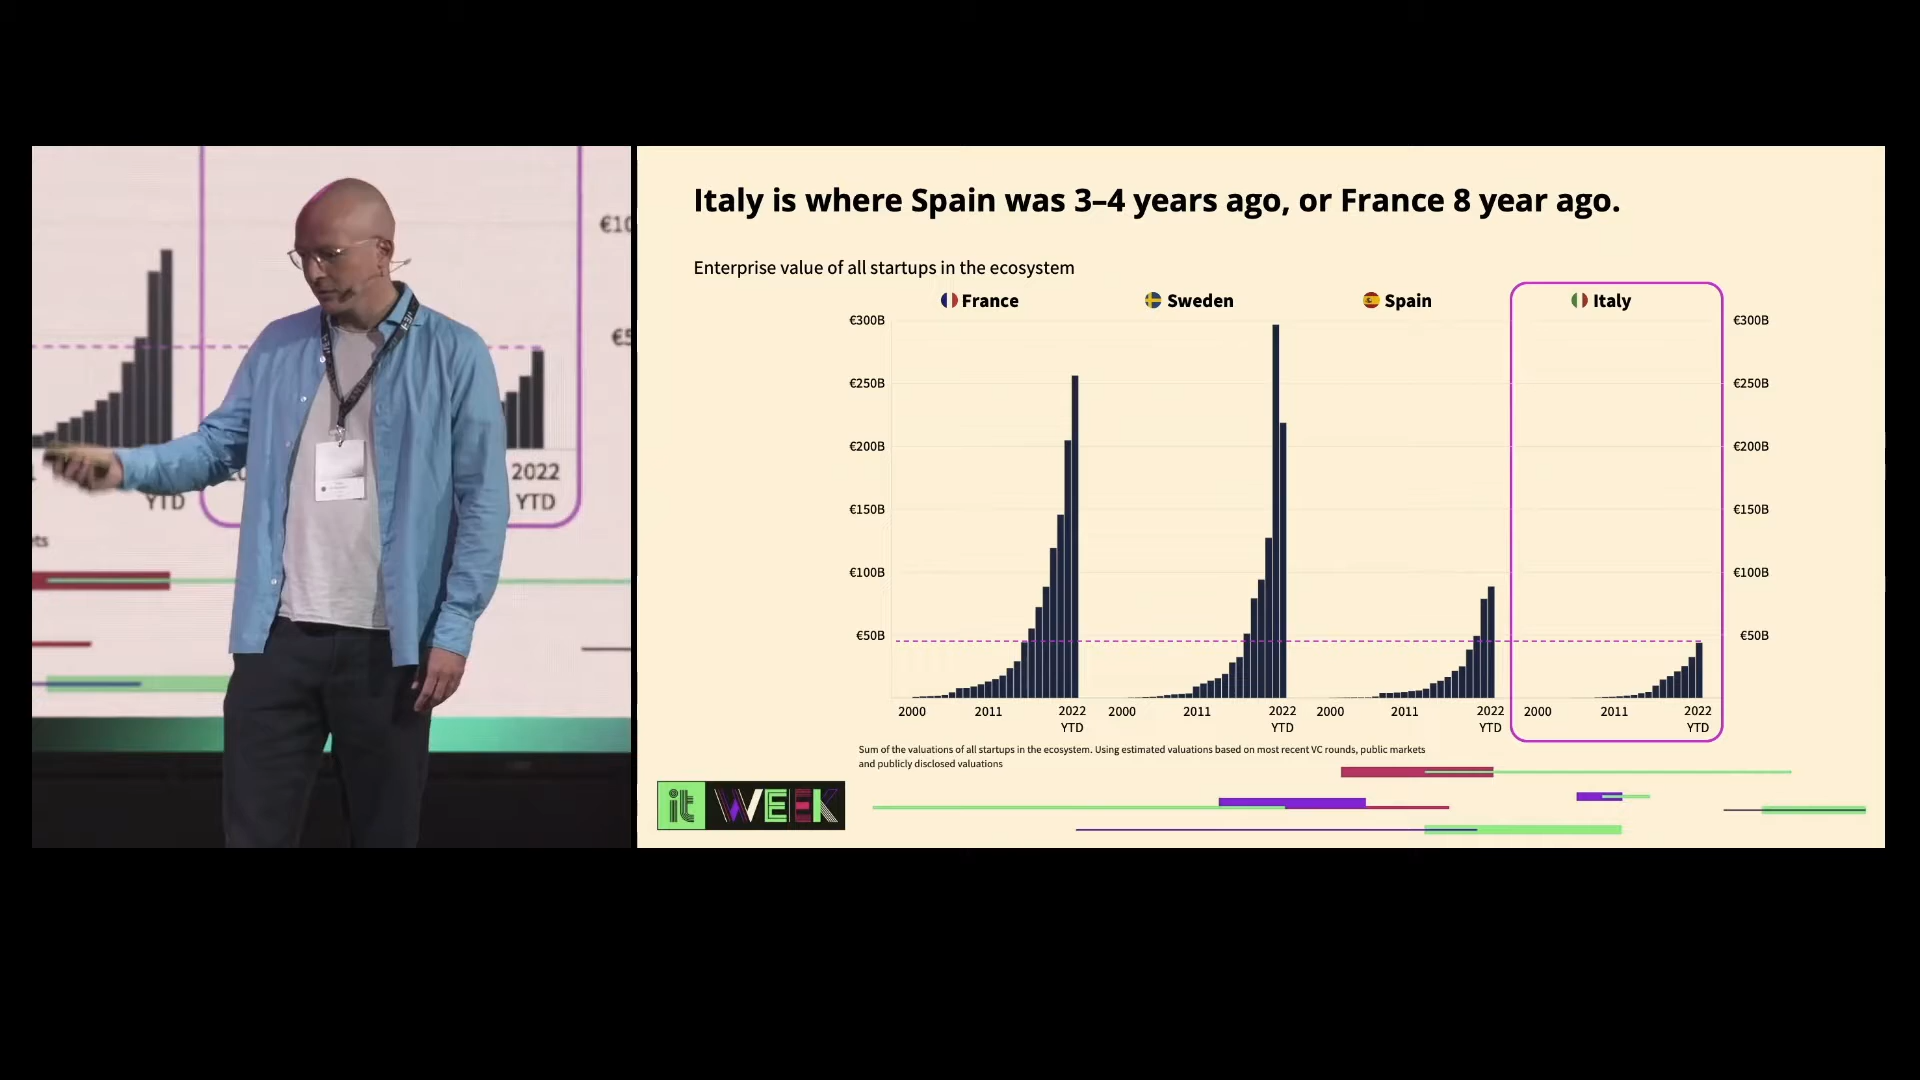 €10
€5
2022
YTD
YTD
Italy is where Spain was 3–4 years ago, or France 8 year ago.
Enterprise value of all startups in the ecosystem
France
Sweden
Spain
Italy
€300B
€300B
€250B
€250B
€200B
€200B
€150B
€150B
€100B
€100B
€50B
€50B
2000
2011
2022
2000
2011
2022
2000
2011
2022
2000
2011
2022
YTD
YTD
YTD
YTD
Sum of the valuations of all startups in the ecosystem. Using estimated valuations based on most recent VC rounds, public markets
and publicly disclosed valuations
it WEEK